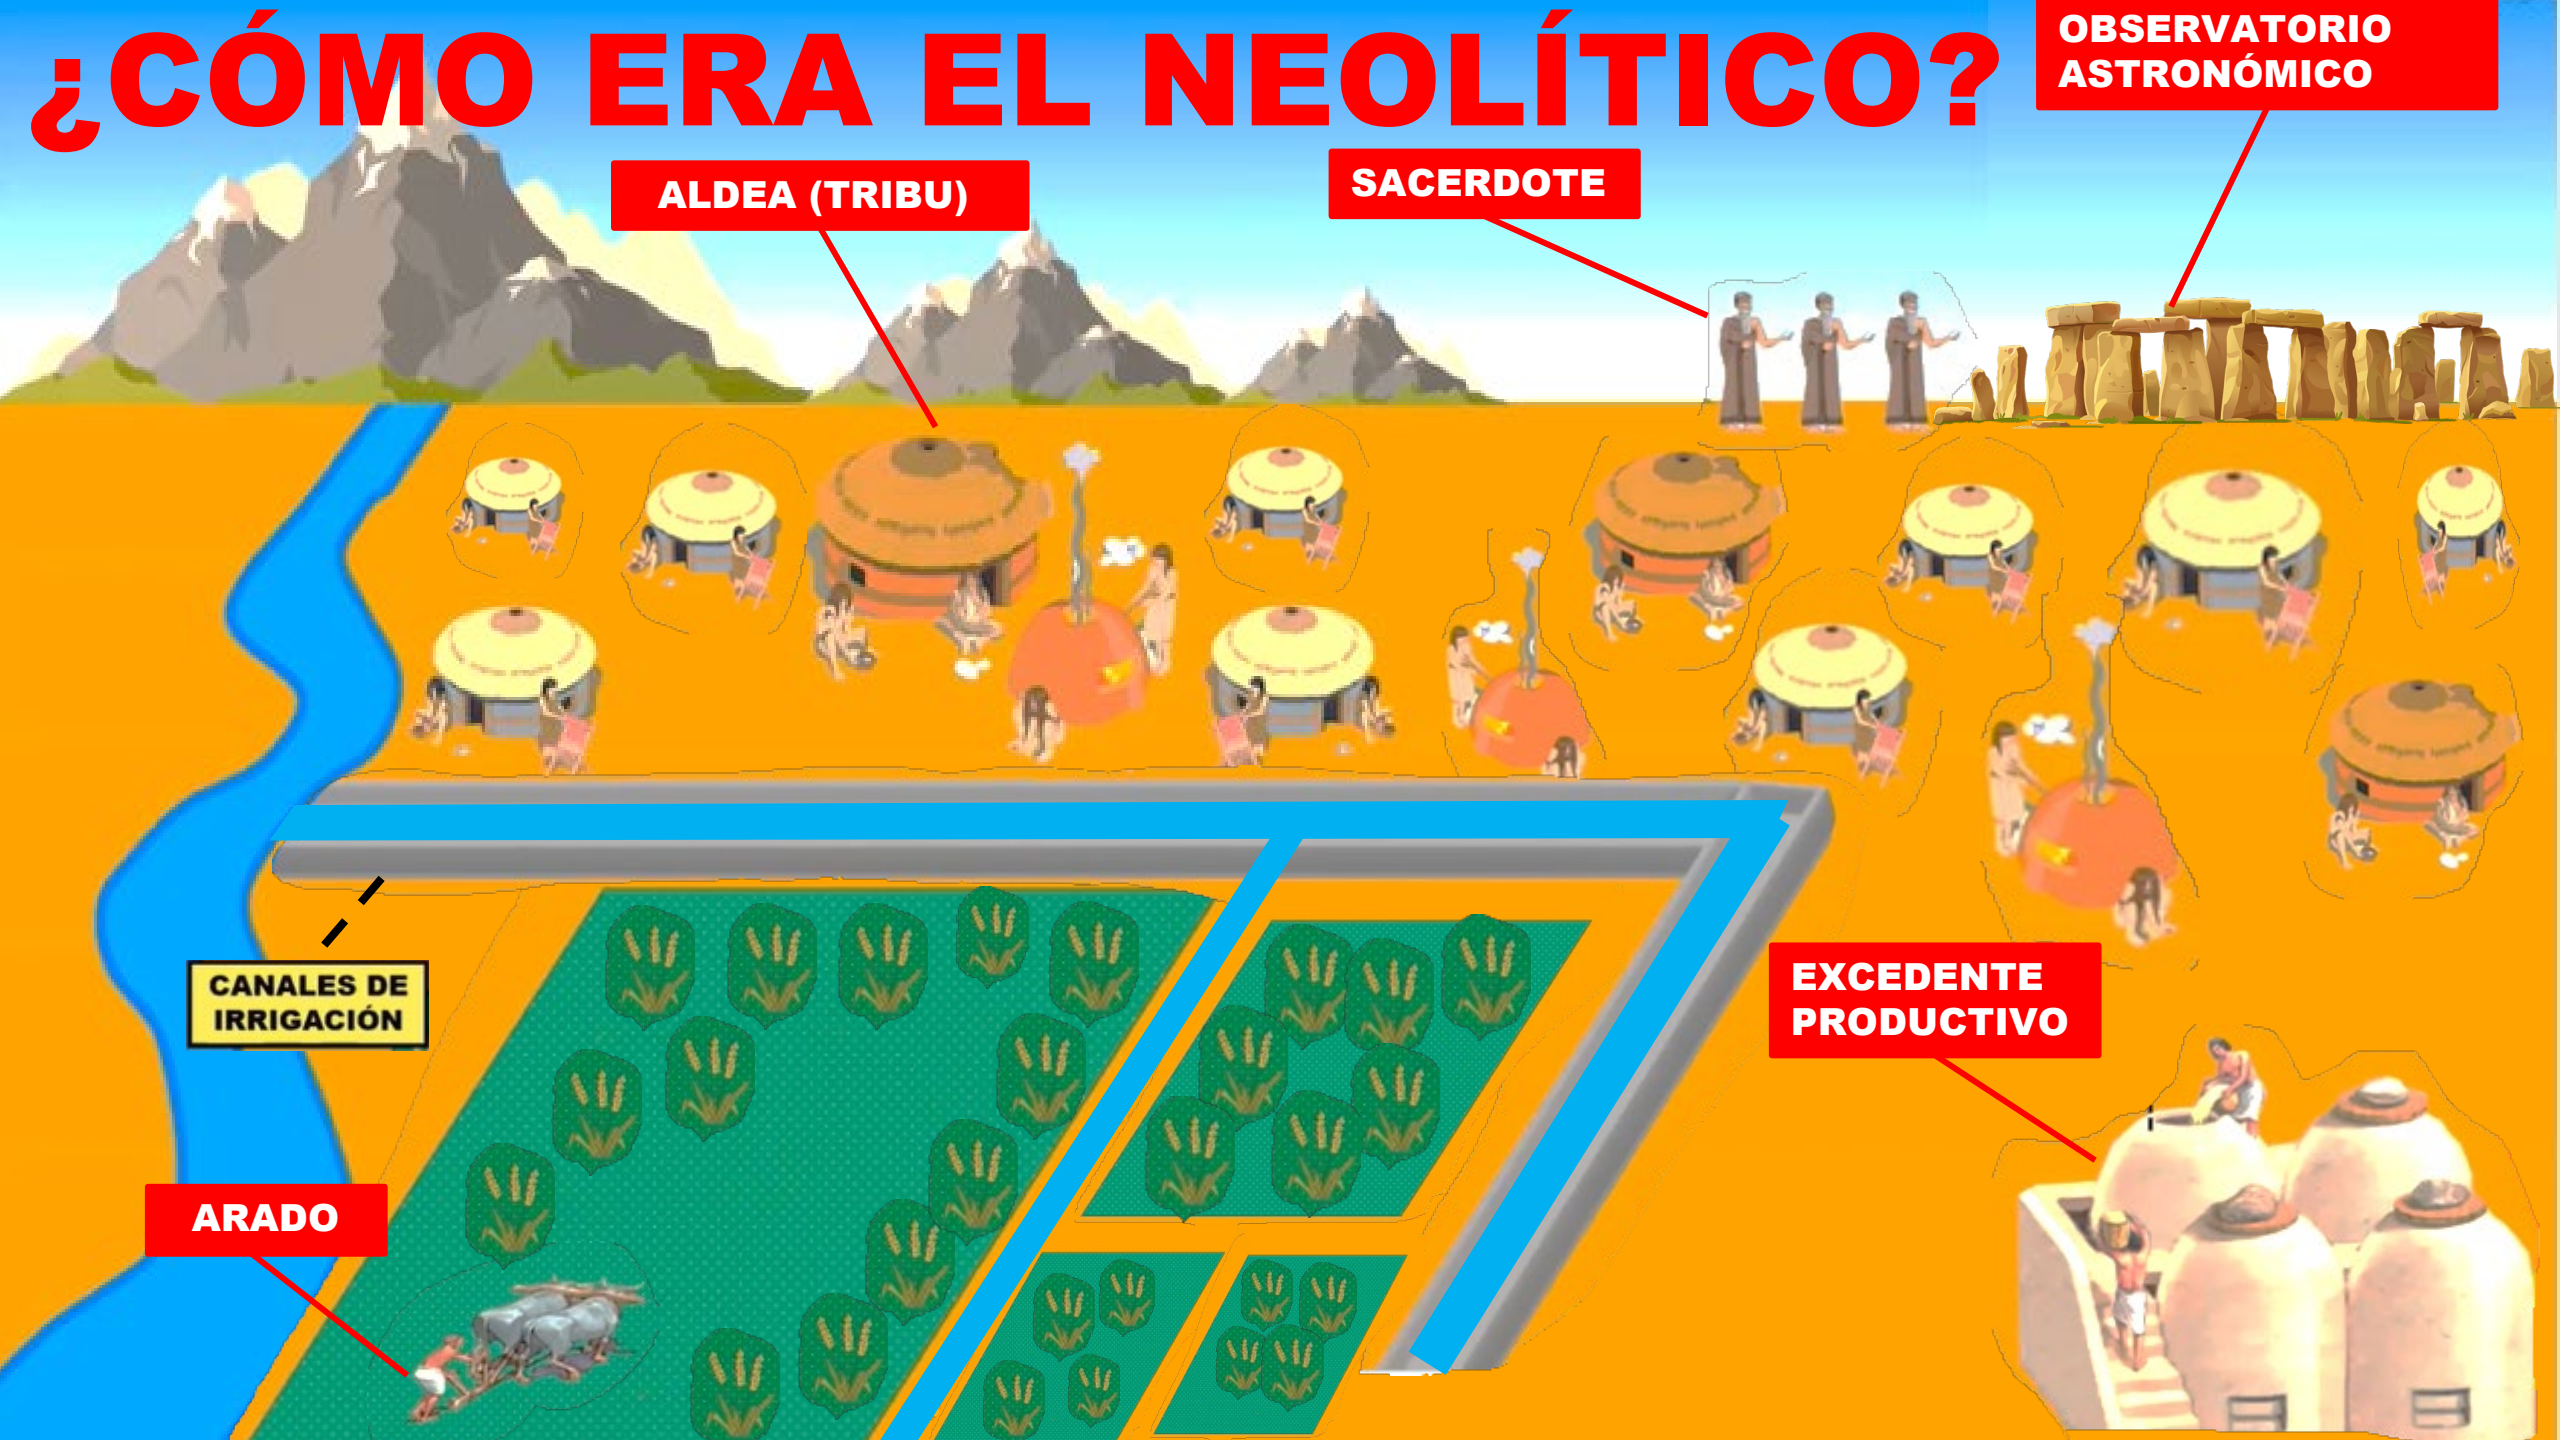 ¿CÓMO ERA EL NEOLÍTICO?
OBSERVATORIO
ASTRONÓMICO
ALDEA (TRIBU)
SACERDOTE
CANALES DE
IRRIGACIÓN
EXCEDENTE
PRODUCTIVO
ARADO